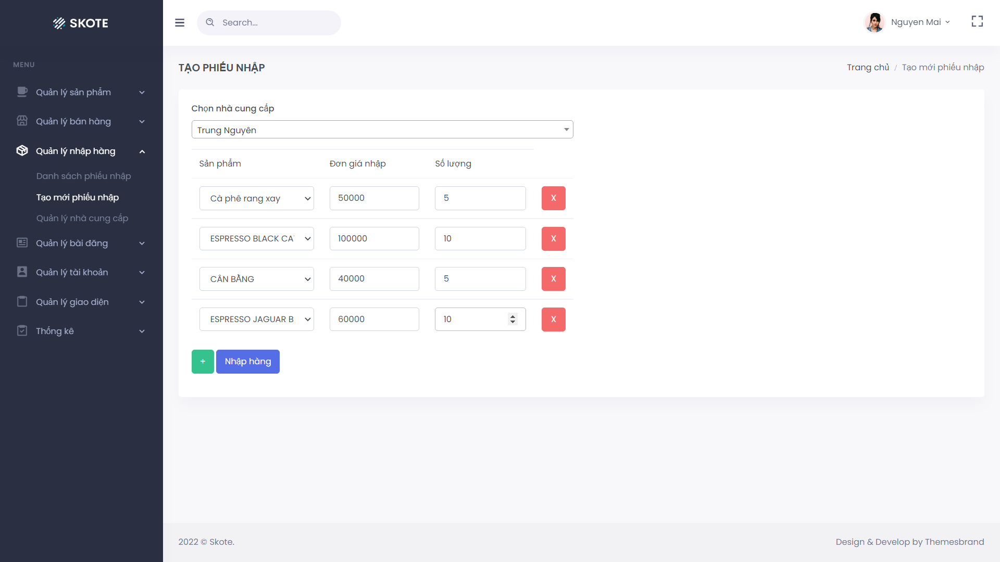 SKOTE
Search...
Nguyen Mai
MENU
Quản lý sản phẩm
Quản lý bán hàng
Quản lý nhập hàng
Danh sách phiếu nhập
Tạo mới phiếu nhập
Quản lý nhà cung cấp
Quản lý bài đăng
Quản lý tài khoản
Quản lý giao diện
Thống kê
TẠO PHIẾU NHẬP
Trang chủ / Tạo mới phiếu nhập
Chọn nhà cung cấp
Trung Nguyên
Sản phẩm Đơn giá nhập Số lượng
Cà phê rang xay 50000 5 X
ESPRESSO BLACK CA 100000 10 X
CÂN BẰNG 40000 5 X
ESPRESSO JAGUAR B 60000 10 X
+ Nhập hàng
2022 © Skote.
Design & Develop by Themesbrand